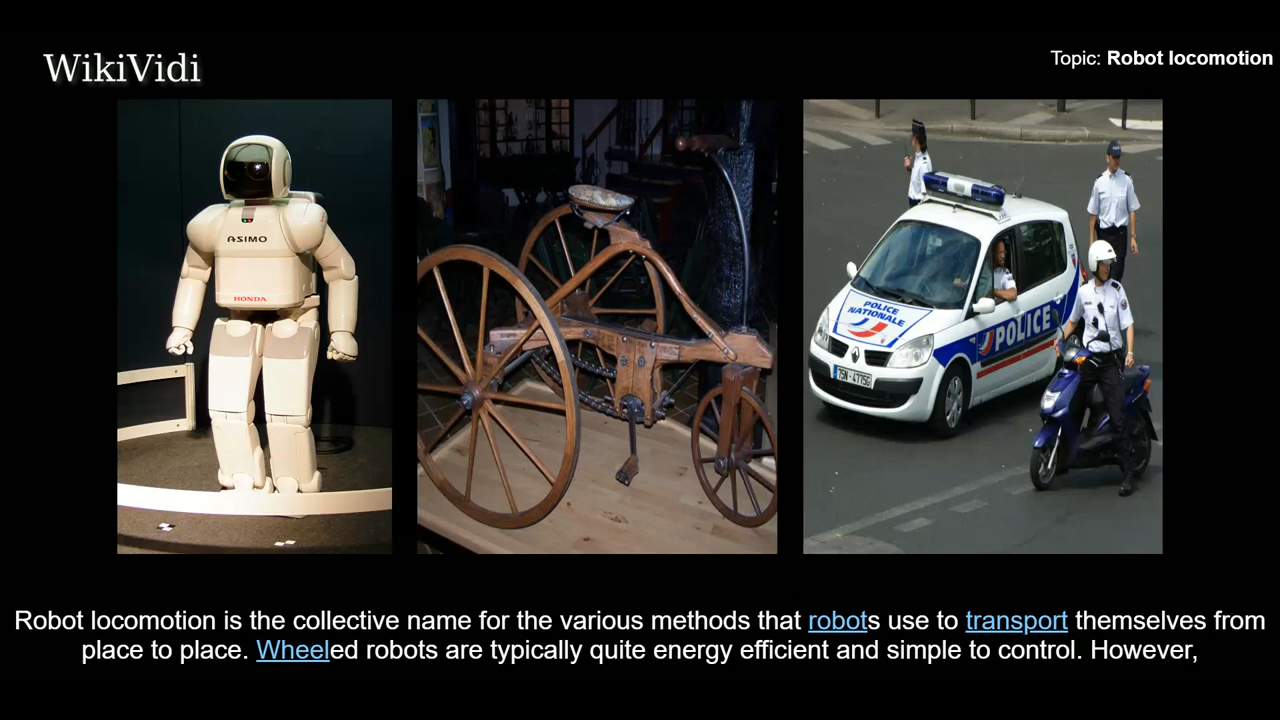 WikiVidi
Topic: Robot locomotion
ASIMO
HONDA
POLICE
NATIONALE
POLICE
75N-4775G
Robot locomotion is the collective name for the various methods that robots use to transport themselves from
place to place. Wheeled robots are typically quite energy efficient and simple to control. However,